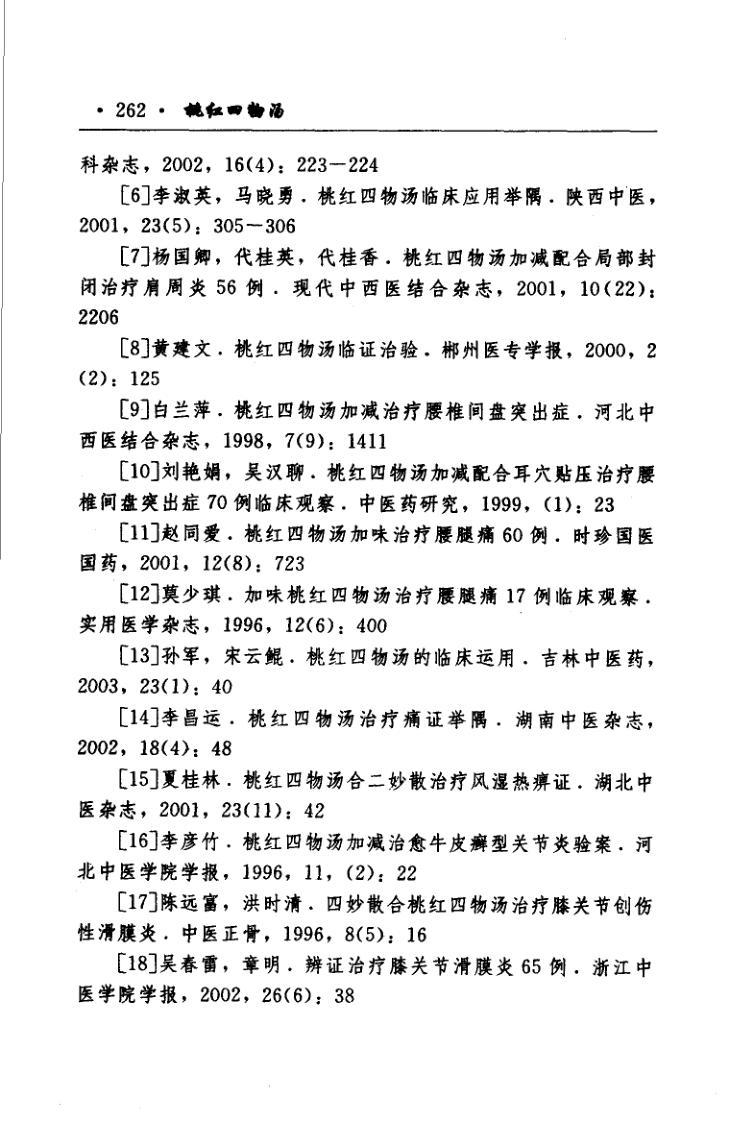 · 262 · 桃红四物汤
科杂志，2002，16(4)：223—224
[6]李淑英，马晓勇．桃红四物汤临床应用举隅．陕西中医，
2001，23(5)：305—306
[7]杨国卿，代桂英，代桂香．桃红四物汤加减配合局部封
闭治疗肩周炎 56 例．现代中西医结合杂志，2001，10(22)：
2206
[8]黄建文．桃红四物汤临证治验．郴州医专学报，2000，2
(2)：125
[9]白兰萍．桃红四物汤加减治疗腰椎间盘突出症．河北中
西医结合杂志，1998，7(9)：1411
[10]刘艳娟，吴汉聊．桃红四物汤加减配合耳穴贴压治疗腰
椎间盘突出症 70 例临床观察．中医药研究，1999，(1)：23
[11]赵同爱．桃红四物汤加味治疗腰腿痛 60 例．时珍国医
国药，2001，12(8)：723
[12]莫少琪．加味桃红四物汤治疗腰腿痛 17 例临床观察．
实用医学杂志，1996，12(6)：400
[13]孙军，宋云鲲．桃红四物汤的临床运用．吉林中医药，
2003，23(1)：40
[14]李昌运．桃红四物汤治疗痛证举隅．湖南中医杂志，
2002，18(4)：48
[15]夏桂林．桃红四物汤合二妙散治疗风湿热痹证．湖北中
医杂志，2001，23(11)：42
[16]李彦竹．桃红四物汤加减治愈牛皮癣型关节炎验案．河
北中医学院学报，1996，11，(2)：22
[17]陈远富，洪时清．四妙散合桃红四物汤治疗膝关节创伤
性滑膜炎．中医正骨，1996，8(5)：16
[18]吴春雷，章明．辨证治疗膝关节滑膜炎 65 例．浙江中
医学院学报，2002，26(6)：38